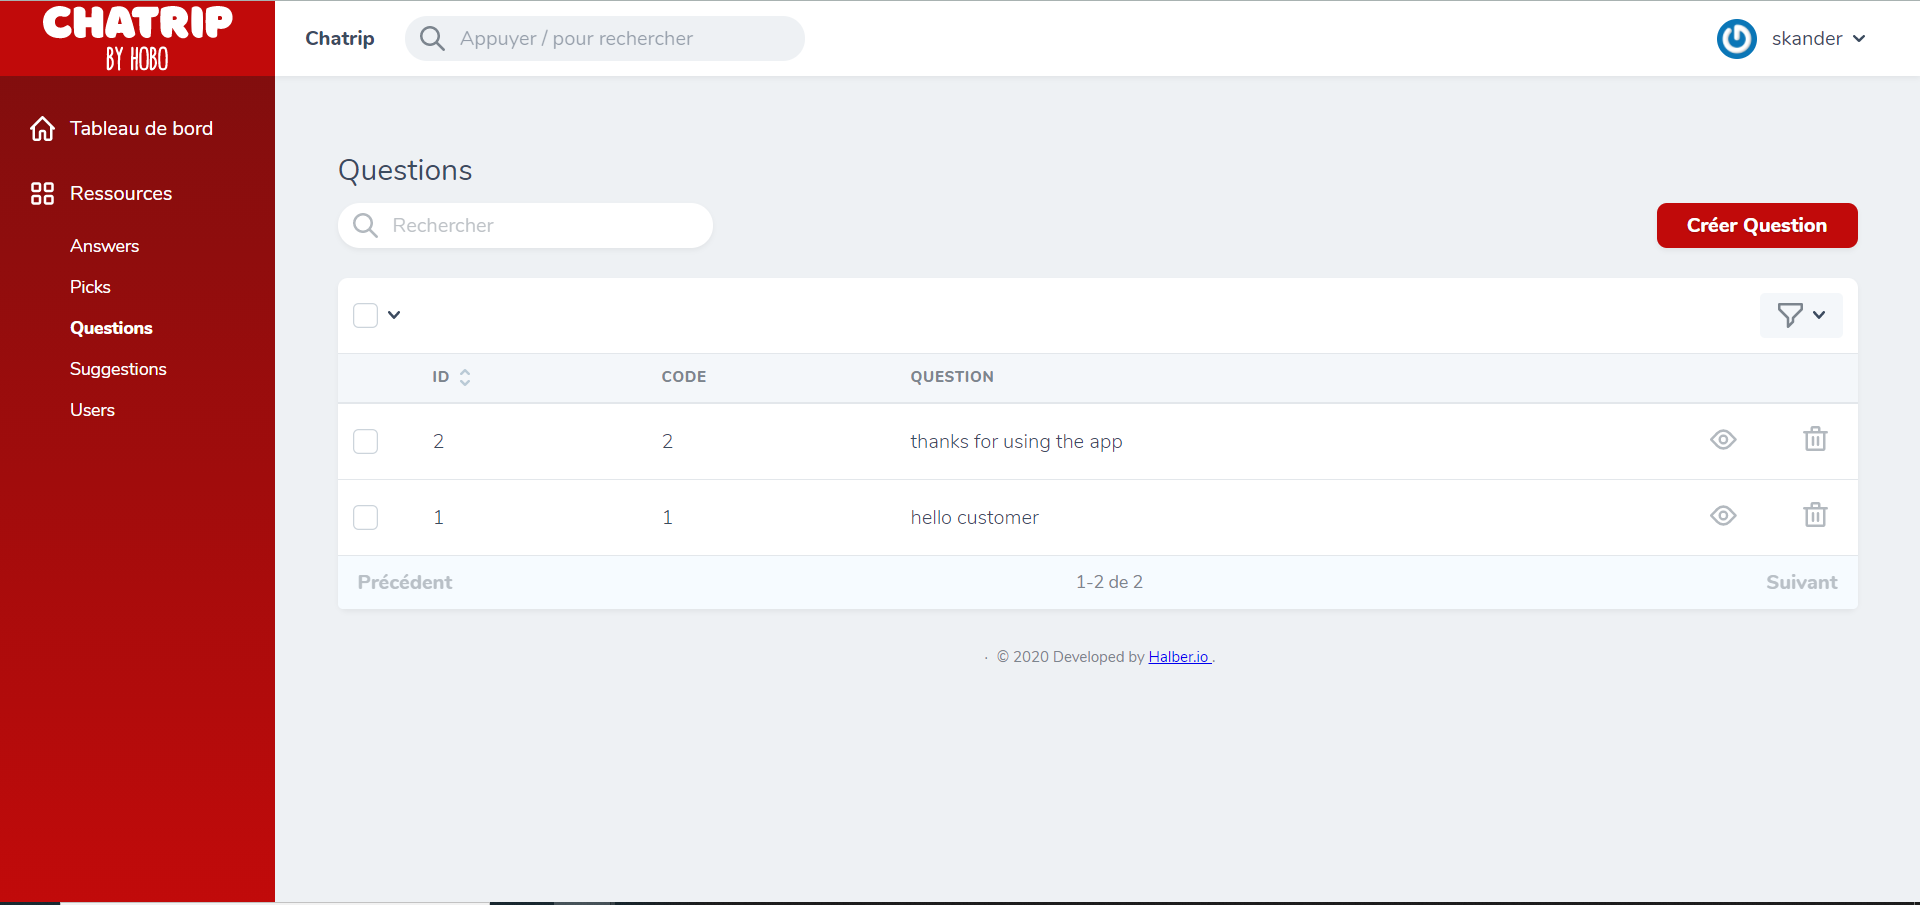 CHATRIP
BY HOBO
Chatrip
Appuyer / pour rechercher
skander
Tableau de bord
Ressources
Answers
Picks
Questions
Suggestions
Users
Questions
Rechercher
Créer Question
ID CODE QUESTION
2 2 thanks for using the app
1 1 hello customer
Précédent 1-2 de 2 Suivant
· © 2020 Developed by Halber.io .